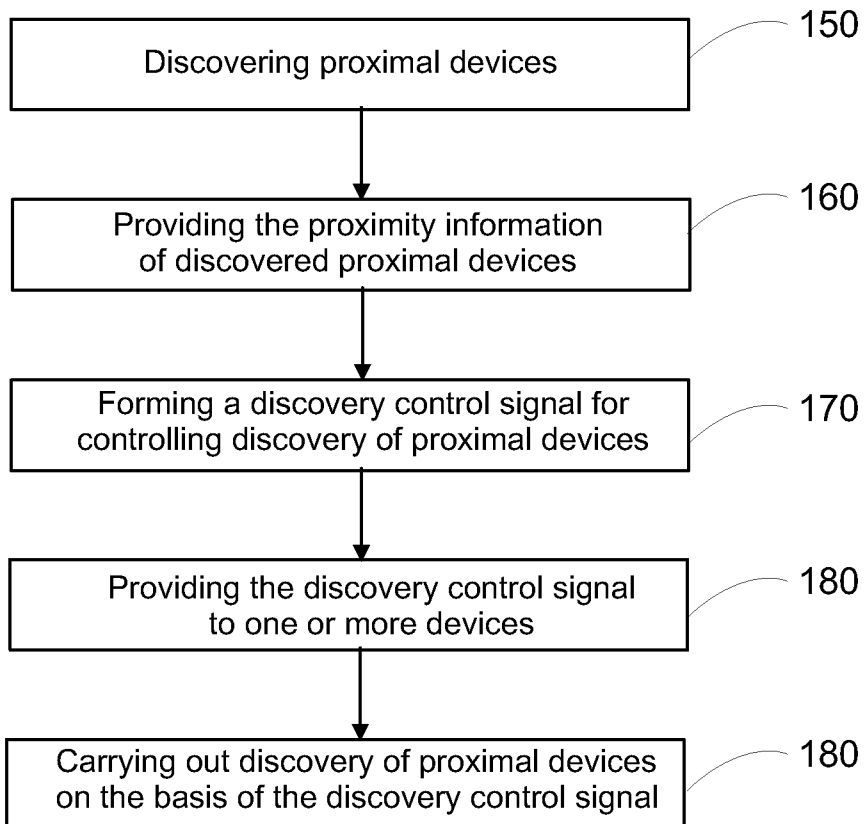 Discovering proximal devices
150
Providing the proximity information
of discovered proximal devices
160
Forming a discovery control signal for
controlling discovery of proximal devices
170
Providing the discovery control signal
to one or more devices
180
Carrying out discovery of proximal devices
on the basis of the discovery control signal
180